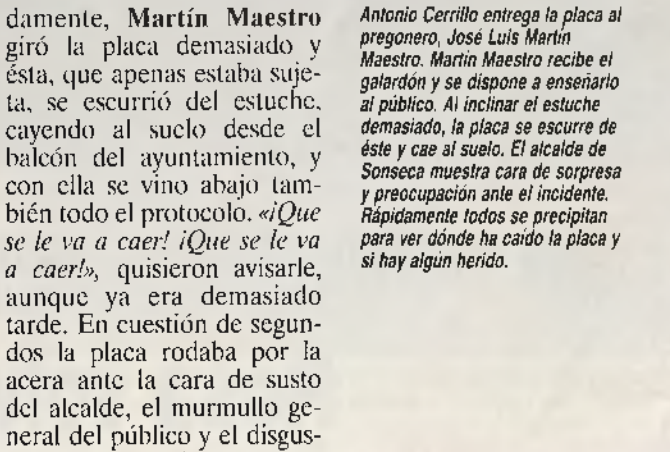 damente, Martín Maestro
giró la placa demasiado y
ésta, que apenas estaba suje-
ta, se escurrió del estuche,
cayendo al suelo desde el
balcón del ayuntamiento, y
con ella se vino abajo tam-
bién todo el protocolo. «¡Que
se le va a caer! ¡Que se le va
a caer!», quisieron avisarle,
aunque ya era demasiado
tarde. En cuestión de segun-
dos la placa rodaba por la
acera ante la cara de susto
del alcalde, el murmullo ge-
neral del público y el disgus-
Antonio Cerrillo entrega la placa al
pregonero, José Luis Martín
Maestro. Martín Maestro recibe el
galardón y se dispone a enseñarlo
al público. Al inclinar el estuche
demasiado, la placa se escurre de
éste y cae al suelo. El alcalde de
Sonseca muestra cara de sorpresa
y preocupación ante el incidente.
Rápidamente todos se precipitan
para ver dónde ha caído la placa y
si hay algún herido.